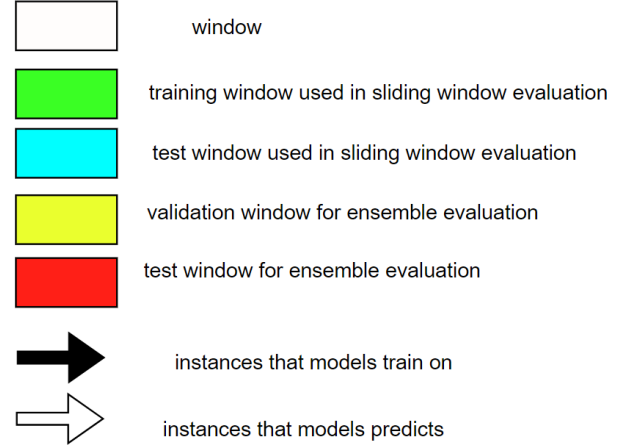 window
training window used in sliding window evaluation
test window used in sliding window evaluation
validation window for ensemble evaluation
test window for ensemble evaluation
instances that models train on
instances that models predicts